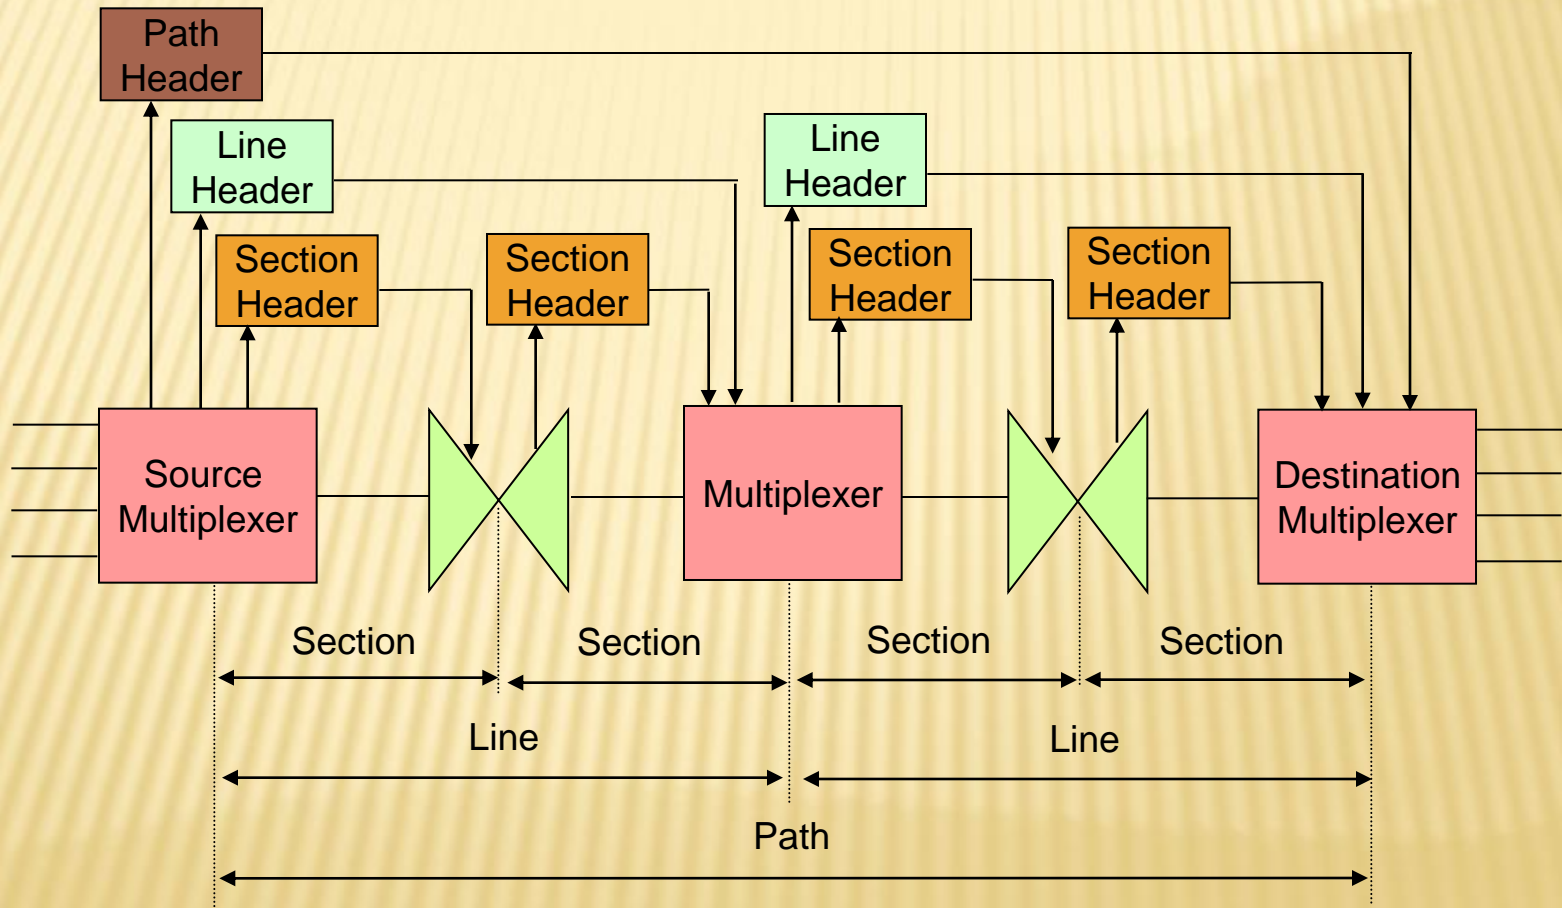 Path
Header
Line
Header
Line
Header
Section
Header
Section
Header
Section
Header
Section
Header
Source
Multiplexer
Multiplexer
Destination
Multiplexer
Section
Section
Section
Section
Line
Line
Path